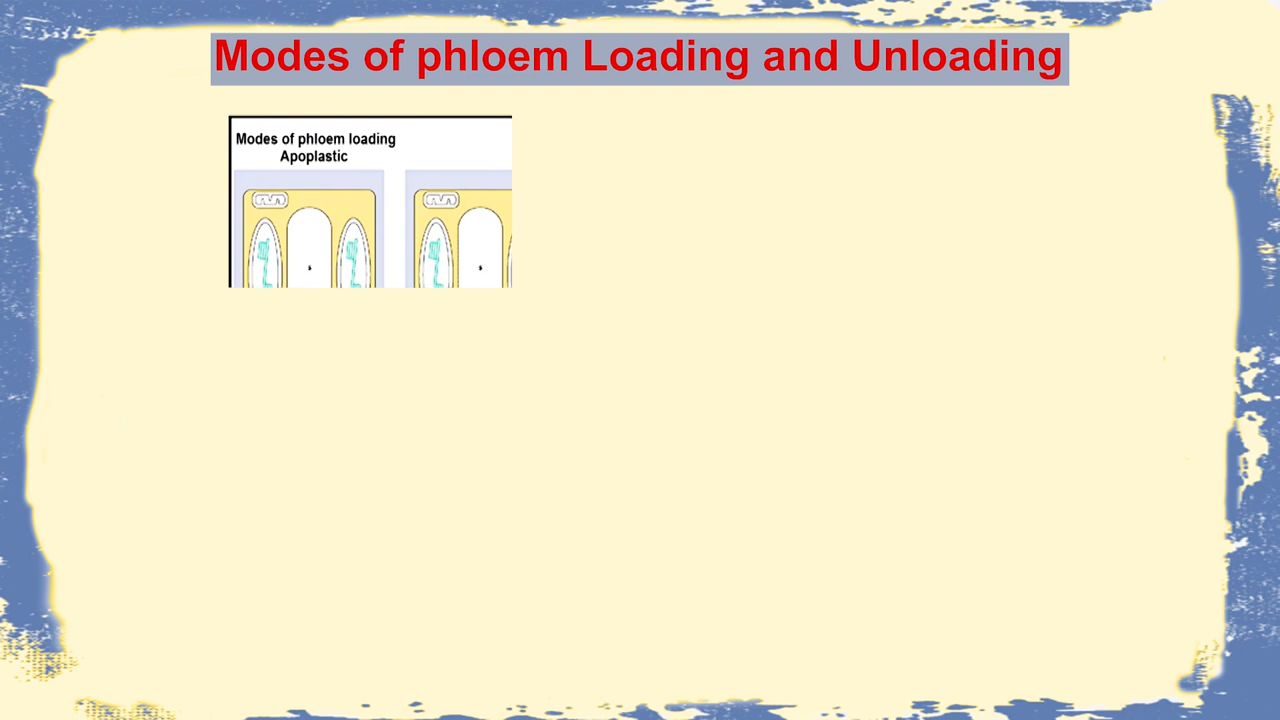 Modes of phloem Loading and Unloading
Modes of phloem loading
Apoplastic
s s